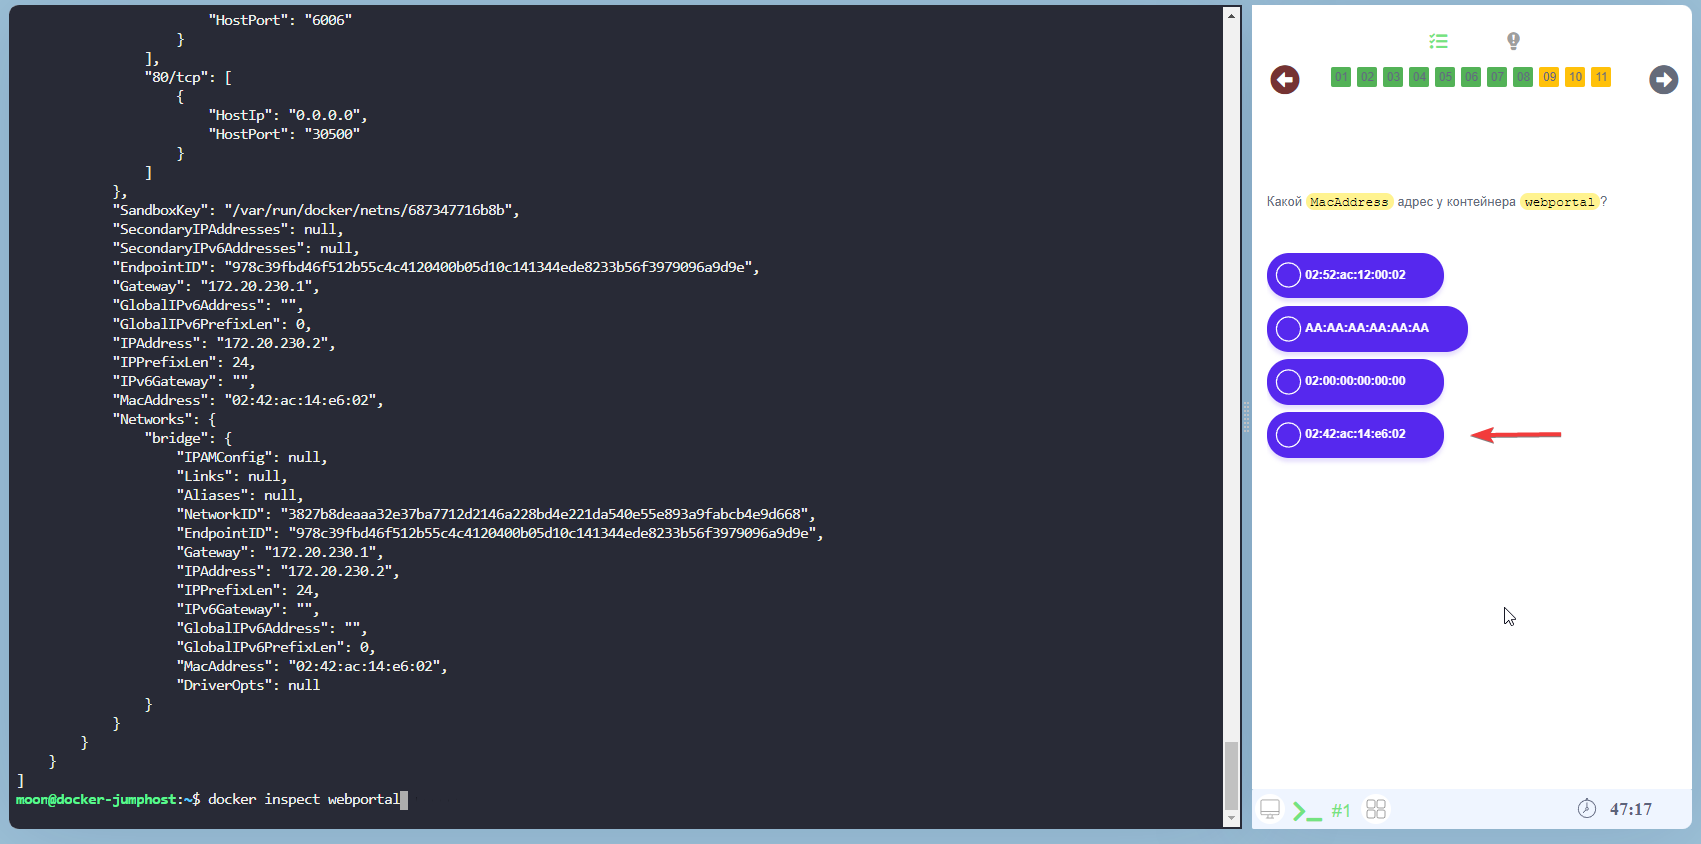 "HostPort": "6006"
}
],
"80/tcp": [
{
"HostIp": "0.0.0.0",
"HostPort": "30500"
}
]
},
"SandboxKey": "/var/run/docker/netns/687347716b8b",
"SecondaryIPAddresses": null,
"SecondaryIPv6Addresses": null,
"EndpointID": "978c39fbd46f512b55c4c4120400b05d10c141344ede8233b56f3979096a9d9e",
"Gateway": "172.20.230.1",
"GlobalIPv6Address": "",
"GlobalIPv6PrefixLen": 0,
"IPAddress": "172.20.230.2",
"IPPrefixLen": 24,
"IPv6Gateway": "",
"MacAddress": "02:42:ac:14:e6:02",
"Networks": {
"bridge": {
"IPAMConfig": null,
"Links": null,
"Aliases": null,
"NetworkID": "3827b8deaaa32e37ba7712d2146a228bd4e221da540e55e893a9fabcb4e9d668",
"EndpointID": "978c39fbd46f512b55c4c4120400b05d10c141344ede8233b56f3979096a9d9e",
"Gateway": "172.20.230.1",
"IPAddress": "172.20.230.2",
"IPPrefixLen": 24,
"IPv6Gateway": "",
"GlobalIPv6Address": "",
"GlobalIPv6PrefixLen": 0,
"MacAddress": "02:42:ac:14:e6:02",
"DriverOpts": null
}
}
}
}
]
moon@docker-jumphost:~$ docker inspect webportal
01 02 03 04 05 06 07 08 09 10 11
Какой MacAddress адрес у контейнера webportal?
02:52:ac:12:00:02
AA:AA:AA:AA:AA:AA
02:00:00:00:00:00
02:42:ac:14:e6:02
#1
47:17